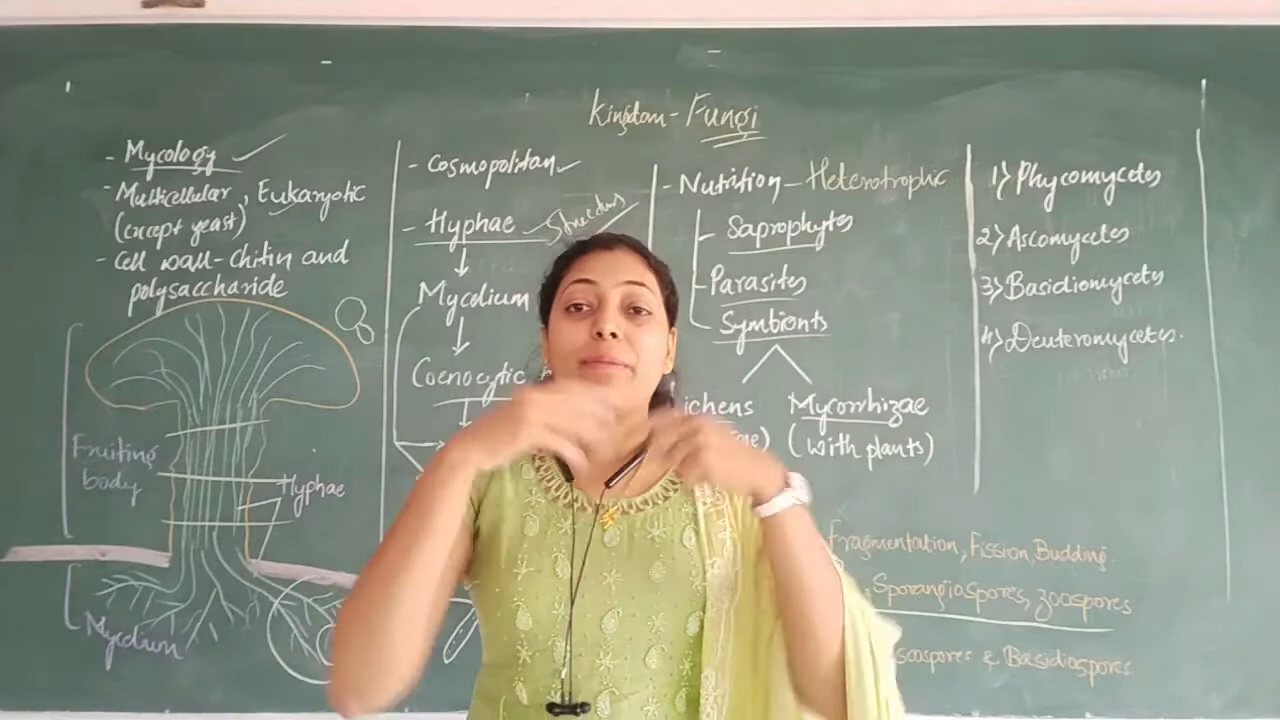 Kingdom - Fungi
- Mycology
- Multicellular, Eukaryotic
(except yeast)
- Cell wall - chitin and
polysaccharide
Fruiting
body
Hyphae
Mycelium
- Cosmopolitan
- Hyphae -
Mycelium
Coenocytic
- Nutrition - Heterotrophic
- Saprophytes
- Parasites
- Symbionts
ichens
Mycorrhizae
(with plants)
1) Phycomycetes
2) Ascomycetes
3) Basidiomycetes
4) Deuteromycetes.
Fragmentation, Fission, Budding.
Sporangiospores, zoospores
scospores & Basidiospores